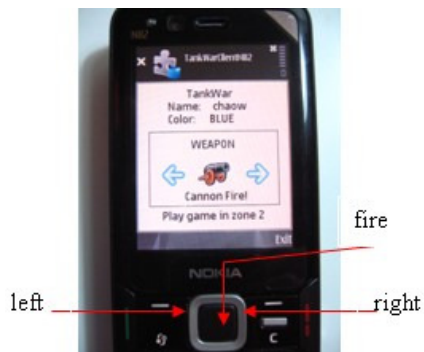 N82
TankWarClientN82
TankWar
Name: chaow
Color: BLUE
WEAPON
Cannon Fire!
Play game in zone 2
Exit
fire
NOKIA
left
right
C